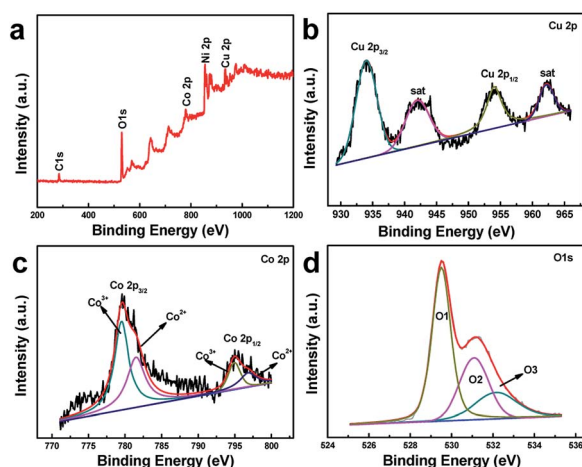 a
C1s
O1s
Co 2p
Ni 2p
Cu 2p
Intensity (a.u.)
200 400 600 800 1000 1200
Binding Energy (eV)
b
Cu 2p
Cu 2p3/2
sat
Cu 2p1/2
sat
Intensity (a.u.)
930 935 940 945 950 955 960 965
Binding Energy (eV)
c
Co 2p
Co 2p3/2
Co3+
Co2+
Co 2p1/2
Co3+
Co2+
Intensity (a.u.)
770 775 780 785 790 795 800
Binding Energy (eV)
d
O1s
O1
O2
O3
Intensity (a.u.)
524 526 528 530 532 534 536
Binding Energy (eV)